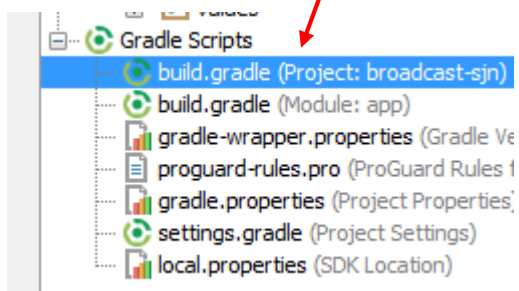 values
Gradle Scripts
build.gradle (Project: broadcast-sjn)
build.gradle (Module: app)
gradle-wrapper.properties (Gradle Ve
proguard-rules.pro (ProGuard Rules f
gradle.properties (Project Properties)
settings.gradle (Project Settings)
local.properties (SDK Location)